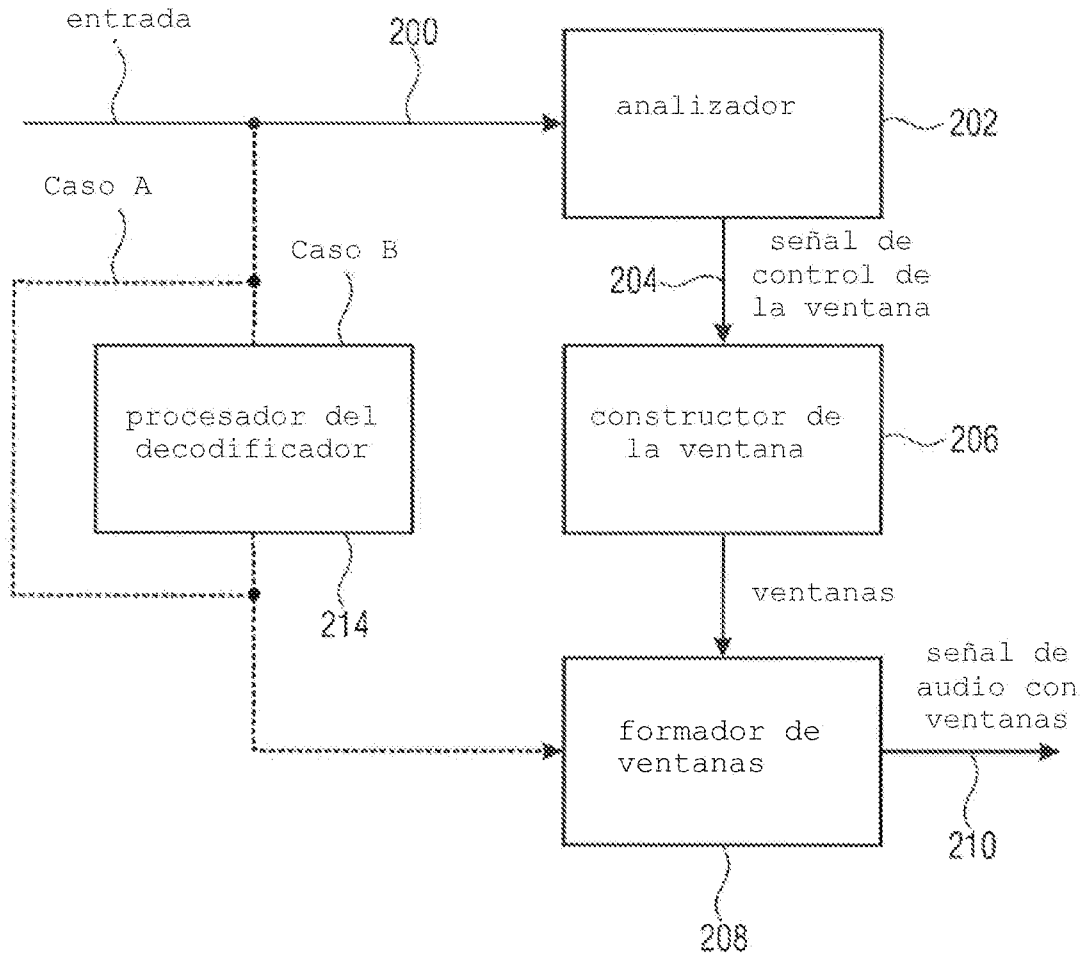 entrada
200
analizador
202
Caso A
Caso B
204
señal de
control de
la ventana
procesador del
decodificador
constructor de
la ventana
206
214
ventanas
señal de
audio con
ventanas
formador de
ventanas
210
208